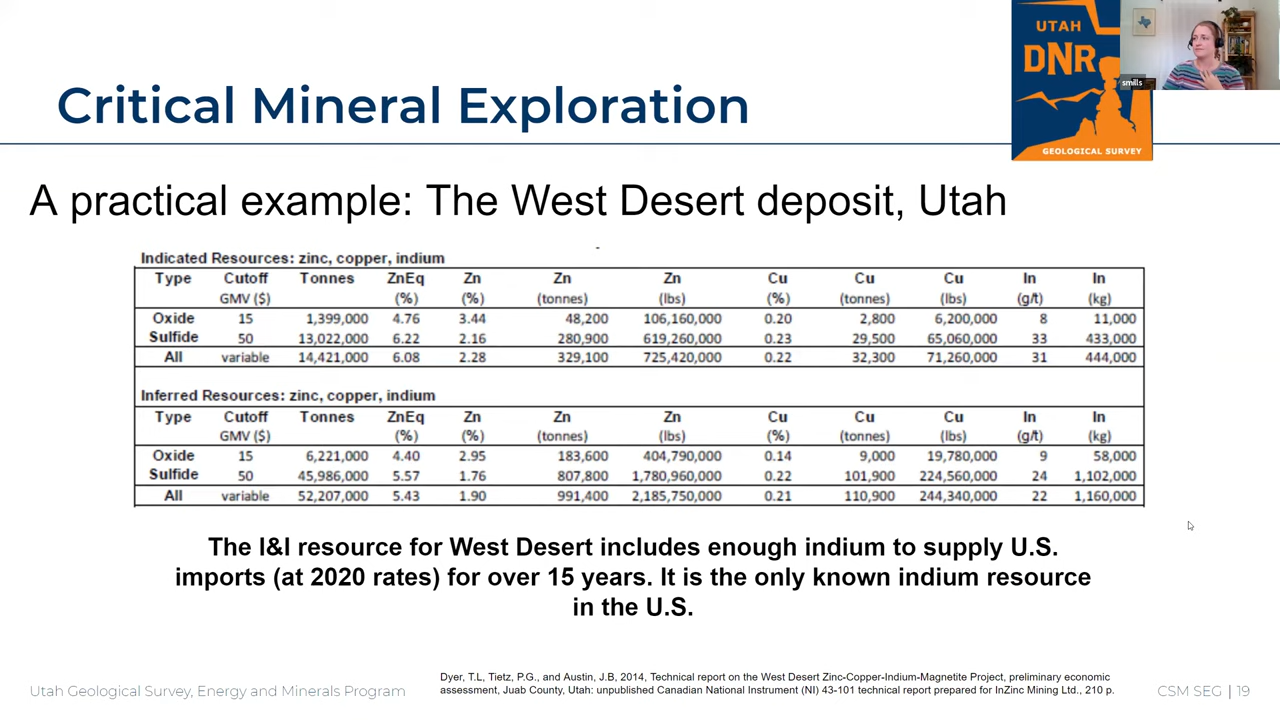 UTAH
DNR
GEOLOGICAL SURVEY
smills
Critical Mineral Exploration
A practical example: The West Desert deposit, Utah
Indicated Resources: zinc, copper, indium
Type Cutoff Tonnes ZnEq Zn Zn Zn Cu Cu Cu In In
GMV ($) (%) (%) (tonnes) (lbs) (%) (tonnes) (lbs) (g/t) (kg)
Oxide 15 1,399,000 4.76 3.44 48,200 106,160,000 0.20 2,800 6,200,000 8 11,000
Sulfide 50 13,022,000 6.22 2.16 280,900 619,260,000 0.23 29,500 65,060,000 33 433,000
All variable 14,421,000 6.08 2.28 329,100 725,420,000 0.22 32,300 71,260,000 31 444,000
Inferred Resources: zinc, copper, indium
Type Cutoff Tonnes ZnEq Zn Zn Zn Cu Cu Cu In In
GMV ($) (%) (%) (tonnes) (lbs) (%) (tonnes) (lbs) (g/t) (kg)
Oxide 15 6,221,000 4.40 2.95 183,600 404,790,000 0.14 9,000 19,780,000 9 58,000
Sulfide 50 45,986,000 5.57 1.76 807,800 1,780,960,000 0.22 101,900 224,560,000 24 1,102,000
All variable 52,207,000 5.43 1.90 991,400 2,185,750,000 0.21 110,900 244,340,000 22 1,160,000
The I&I resource for West Desert includes enough indium to supply U.S.
imports (at 2020 rates) for over 15 years. It is the only known indium resource
in the U.S.
Dyer, T.L, Tietz, P.G., and Austin, J.B, 2014, Technical report on the West Desert Zinc-Copper-Indium-Magnetite Project, preliminary economic
assessment, Juab County, Utah: unpublished Canadian National Instrument (NI) 43-101 technical report prepared for InZinc Mining Ltd., 210 p.
Utah Geological Survey, Energy and Minerals Program
CSM SEG | 19